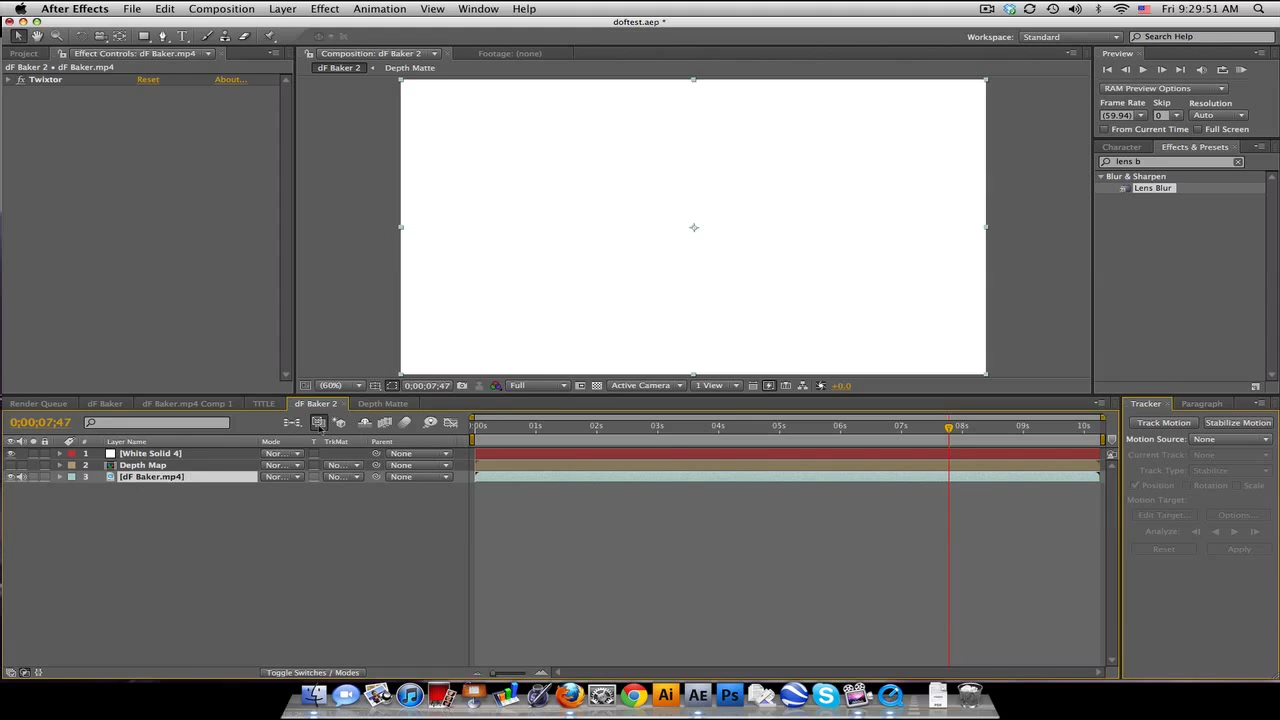 After Effects File Edit Composition Layer Effect Animation View Window Help Fri 9:29:51 AM
doftest.aep *
Workspace: Standard Search Help
Project Effect Controls: dF Baker.mp4 Composition: dF Baker 2 Footage: (none) Preview
dF Baker 2 • dF Baker.mp4 dF Baker 2 Depth Matte
fx Twixtor Reset About...
RAM Preview Options
Frame Rate Skip Resolution
(59.94) 0 Auto
From Current Time Full Screen
Character Effects & Presets
lens b
Blur & Sharpen
Lens Blur
(60%) 0;00;07;47 Full Active Camera 1 View +0.0
Render Queue dF Baker dF Baker.mp4 Comp 1 TITLE dF Baker 2 Depth Matte Tracker Paragraph
0;00;07;47 :00s 01s 02s 03s 04s 05s 06s 07s 08s 09s 10s Track Motion Stabilize Motion
# Layer Name Mode T TrkMat Parent Motion Source: None
1 [White Solid 4] Nor... None Current Track: None
2 Depth Map Nor... No... None Track Type: Stabilize
3 [dF Baker.mp4] Nor... No... None Position Rotation Scale
Motion Target:
Edit Target... Options...
Analyze:
Reset Apply
Toggle Switches / Modes
Ai AE Ps